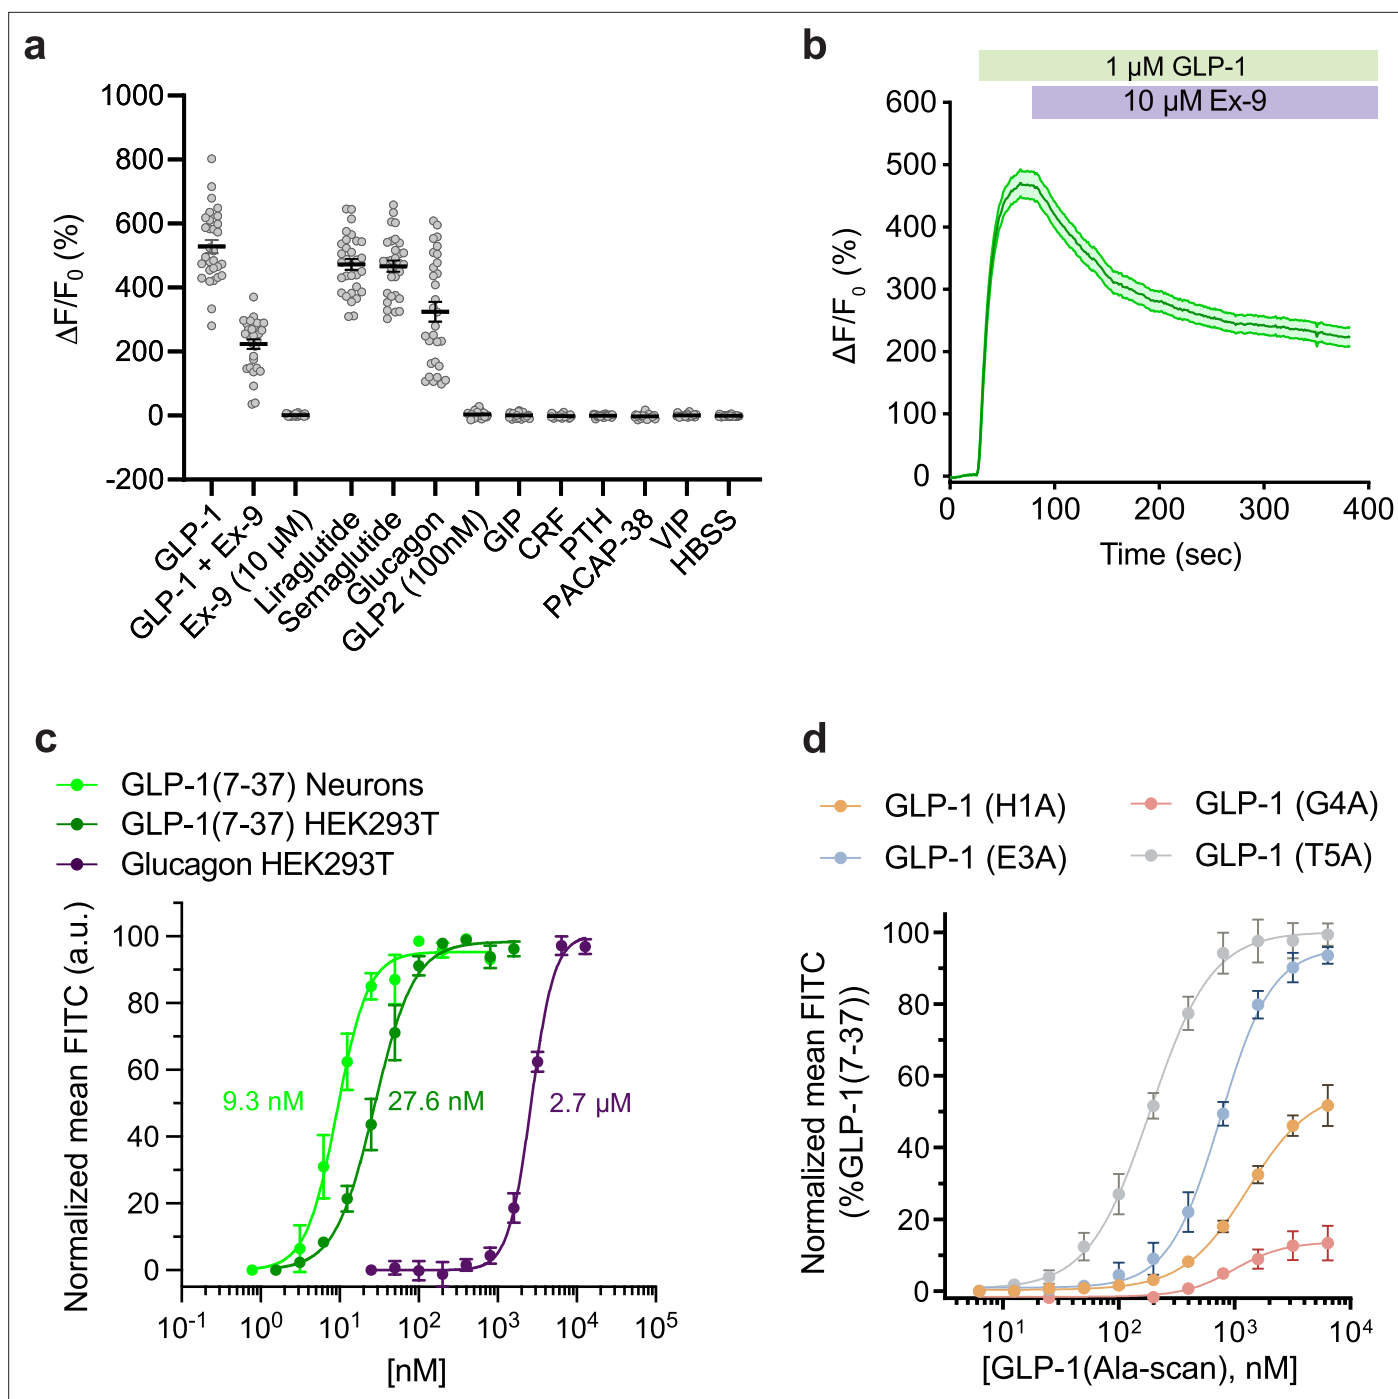 a
ΔF/F0 (%)
1000
800
600
400
200
0
-200
GLP-1
GLP-1 + Ex-9
Ex-9 (10 µM)
Liraglutide
Semaglutide
Glucagon
GLP2 (100nM)
GIP
CRF
PTH
PACAP-38
VIP
HBSS
b
1 µM GLP-1
10 µM Ex-9
ΔF/F0 (%)
600
500
400
300
200
100
0
0 100 200 300 400
Time (sec)
c
GLP-1(7-37) Neurons
GLP-1(7-37) HEK293T
Glucagon HEK293T
Normalized mean FITC (a.u.)
100
80
60
40
20
0
9.3 nM 27.6 nM 2.7 µM
10-1 100 101 102 103 104 105
[nM]
d
GLP-1 (H1A) GLP-1 (G4A)
GLP-1 (E3A) GLP-1 (T5A)
Normalized mean FITC
(%GLP-1(7-37))
100
80
60
40
20
0
101 102 103 104
[GLP-1(Ala-scan), nM]